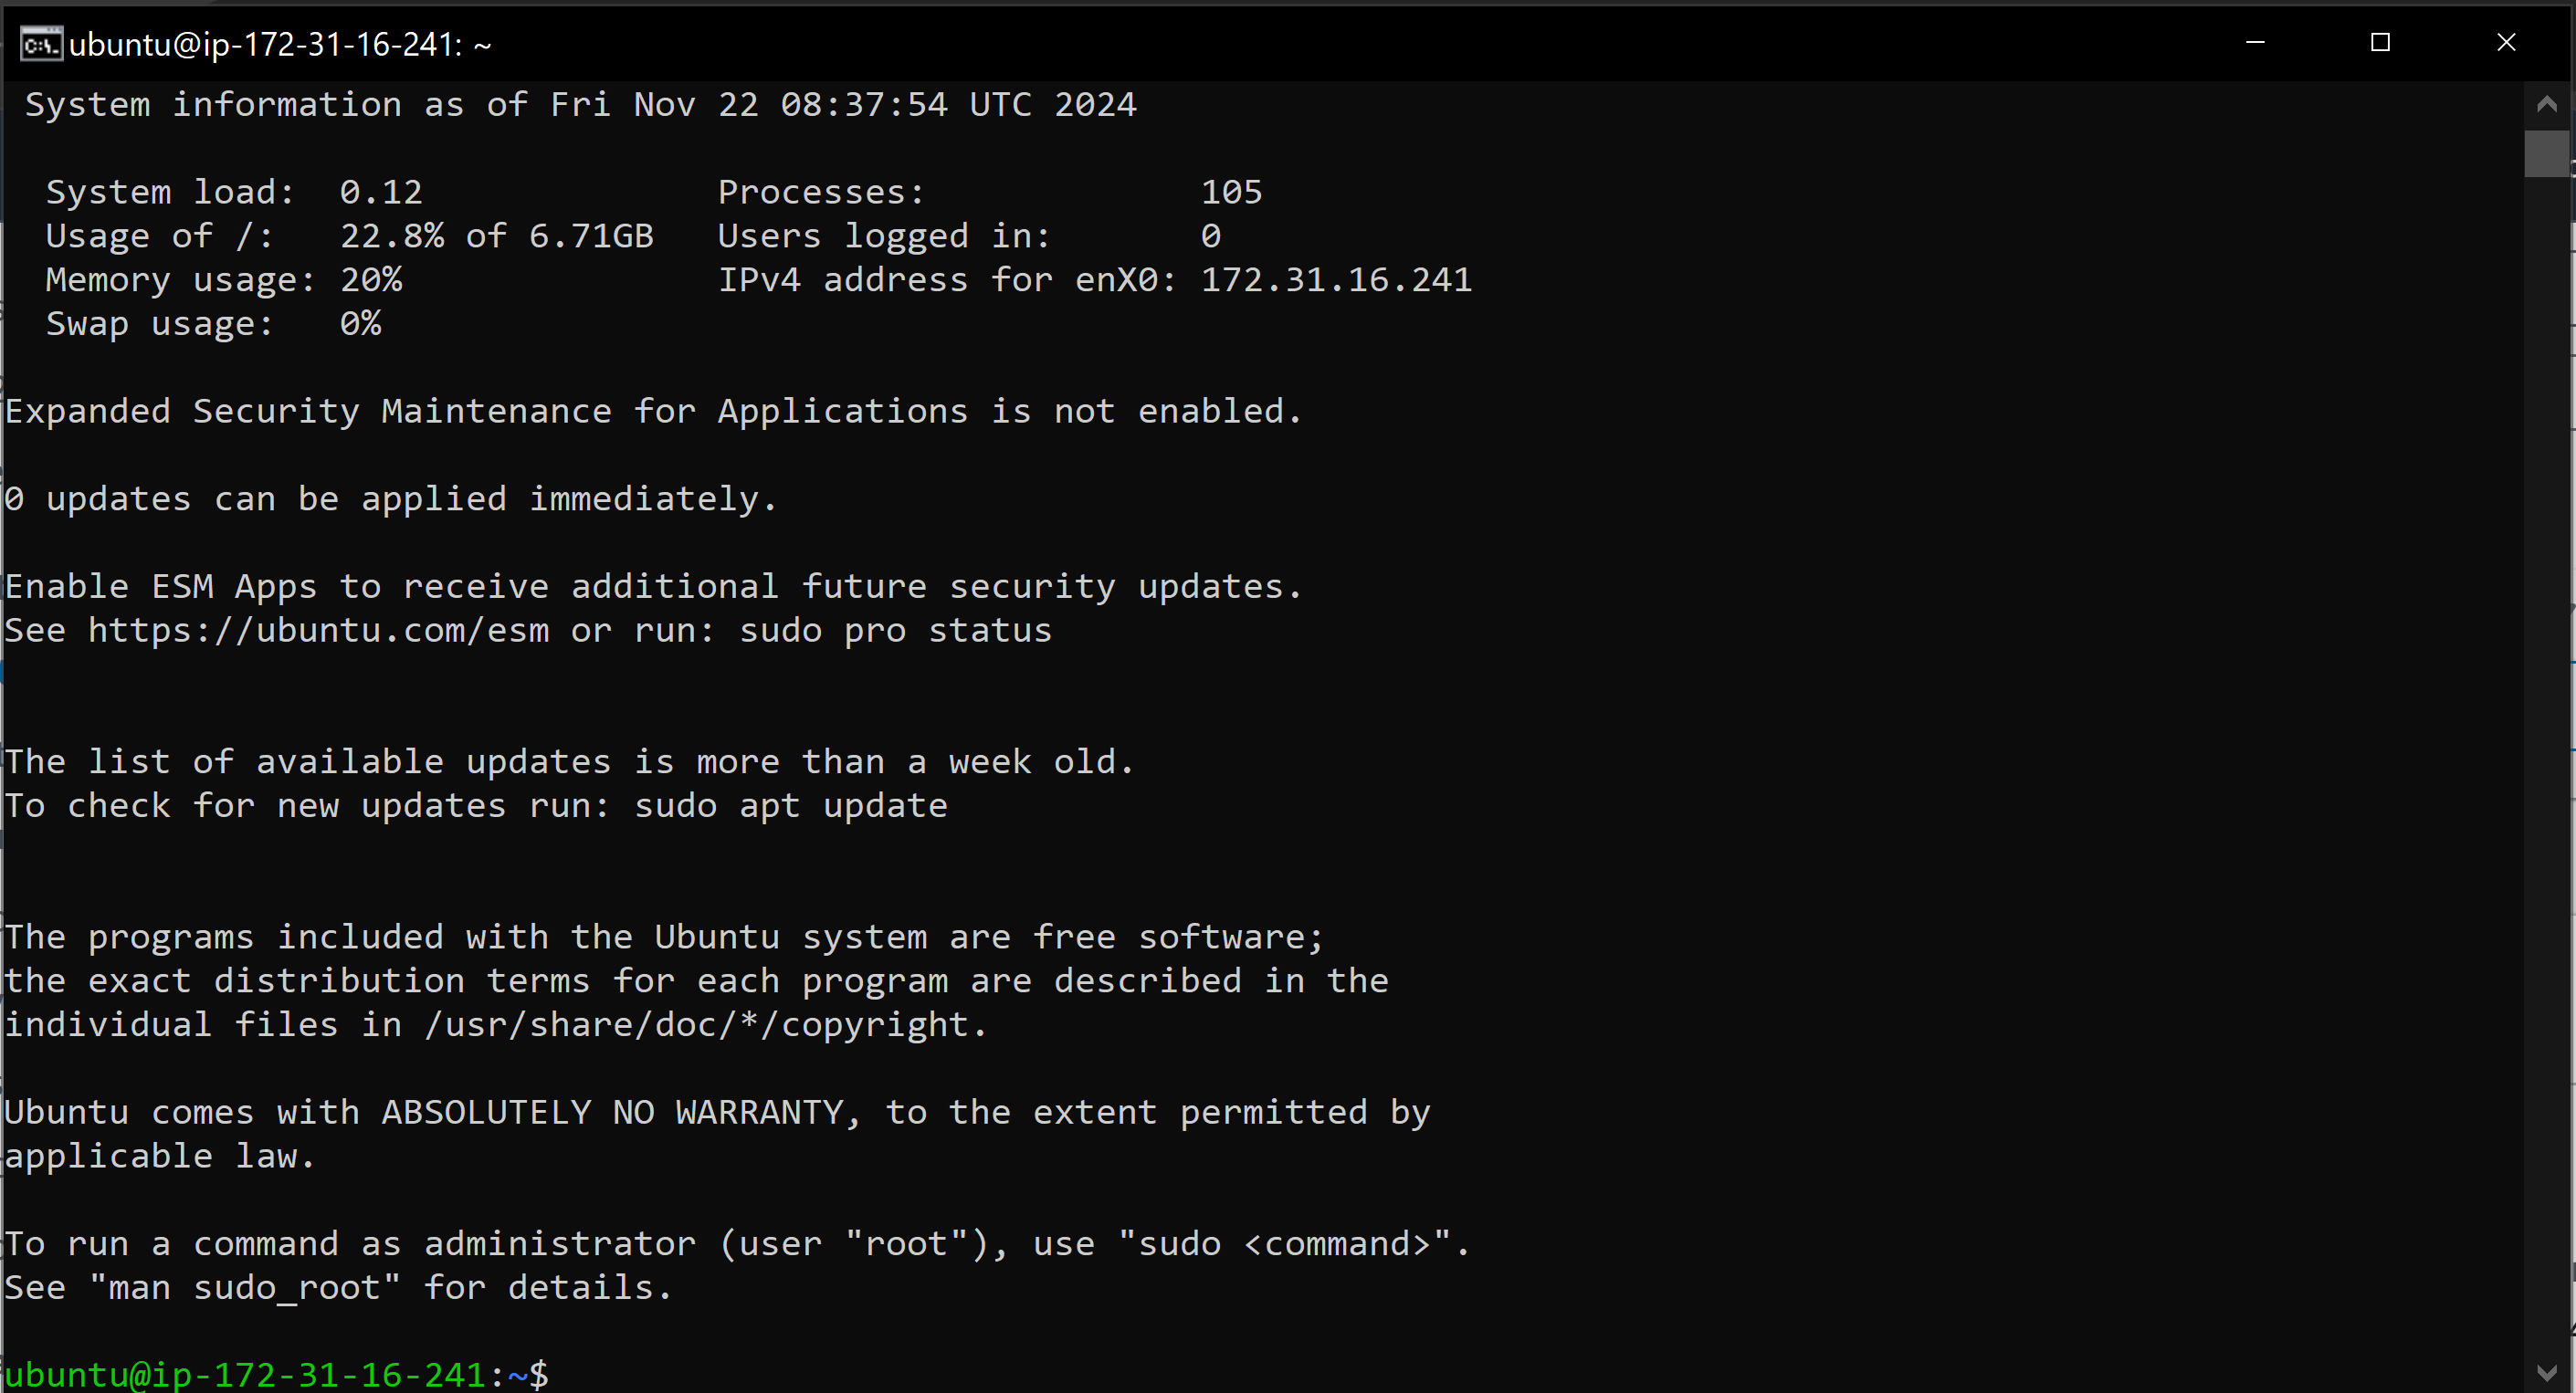 ubuntu@ip-172-31-16-241: ~
System information as of Fri Nov 22 08:37:54 UTC 2024
System load:  0.12              Processes:             105
Usage of /:   22.8% of 6.71GB   Users logged in:       0
Memory usage: 20%               IPv4 address for enX0: 172.31.16.241
Swap usage:   0%
Expanded Security Maintenance for Applications is not enabled.
0 updates can be applied immediately.
Enable ESM Apps to receive additional future security updates.
See https://ubuntu.com/esm or run: sudo pro status
The list of available updates is more than a week old.
To check for new updates run: sudo apt update
The programs included with the Ubuntu system are free software;
the exact distribution terms for each program are described in the
individual files in /usr/share/doc/*/copyright.
Ubuntu comes with ABSOLUTELY NO WARRANTY, to the extent permitted by
applicable law.
To run a command as administrator (user "root"), use "sudo <command>".
See "man sudo_root" for details.
ubuntu@ip-172-31-16-241:~$